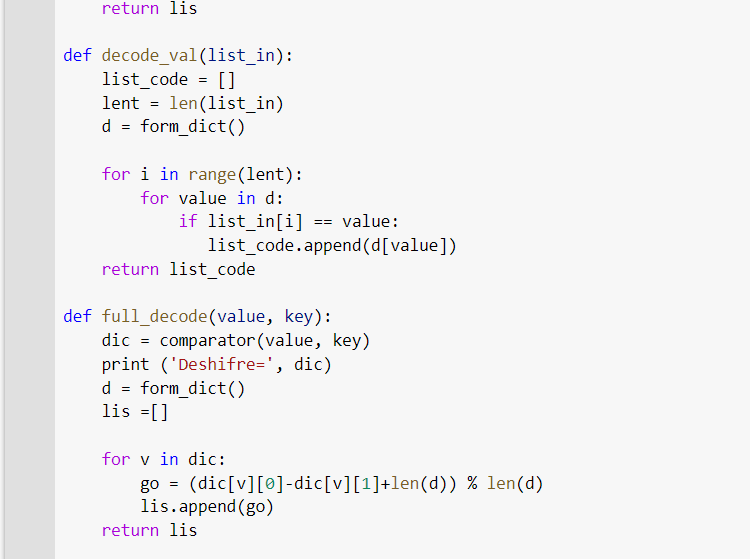 return lis

def decode_val(list_in):
    list_code = []
    lent = len(list_in)
    d = form_dict()

    for i in range(lent):
        for value in d:
            if list_in[i] == value:
               list_code.append(d[value])
    return list_code

def full_decode(value, key):
    dic = comparator(value, key)
    print ('Deshifre=', dic)
    d = form_dict()
    lis =[]

    for v in dic:
        go = (dic[v][0]-dic[v][1]+len(d)) % len(d)
        lis.append(go)
    return lis